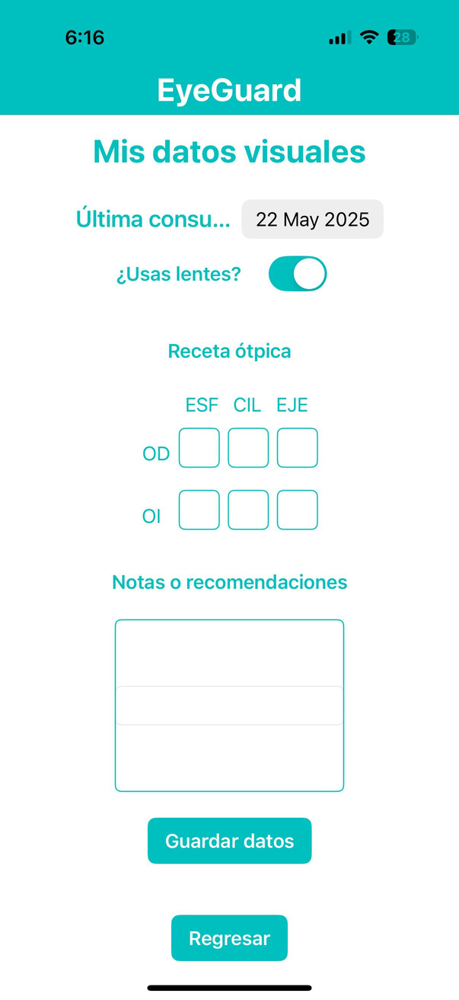 6:16
28
EyeGuard
Mis datos visuales
Última consu... 22 May 2025
¿Usas lentes?
Receta ótpica
ESF CIL EJE
OD
OI
Notas o recomendaciones
Guardar datos
Regresar